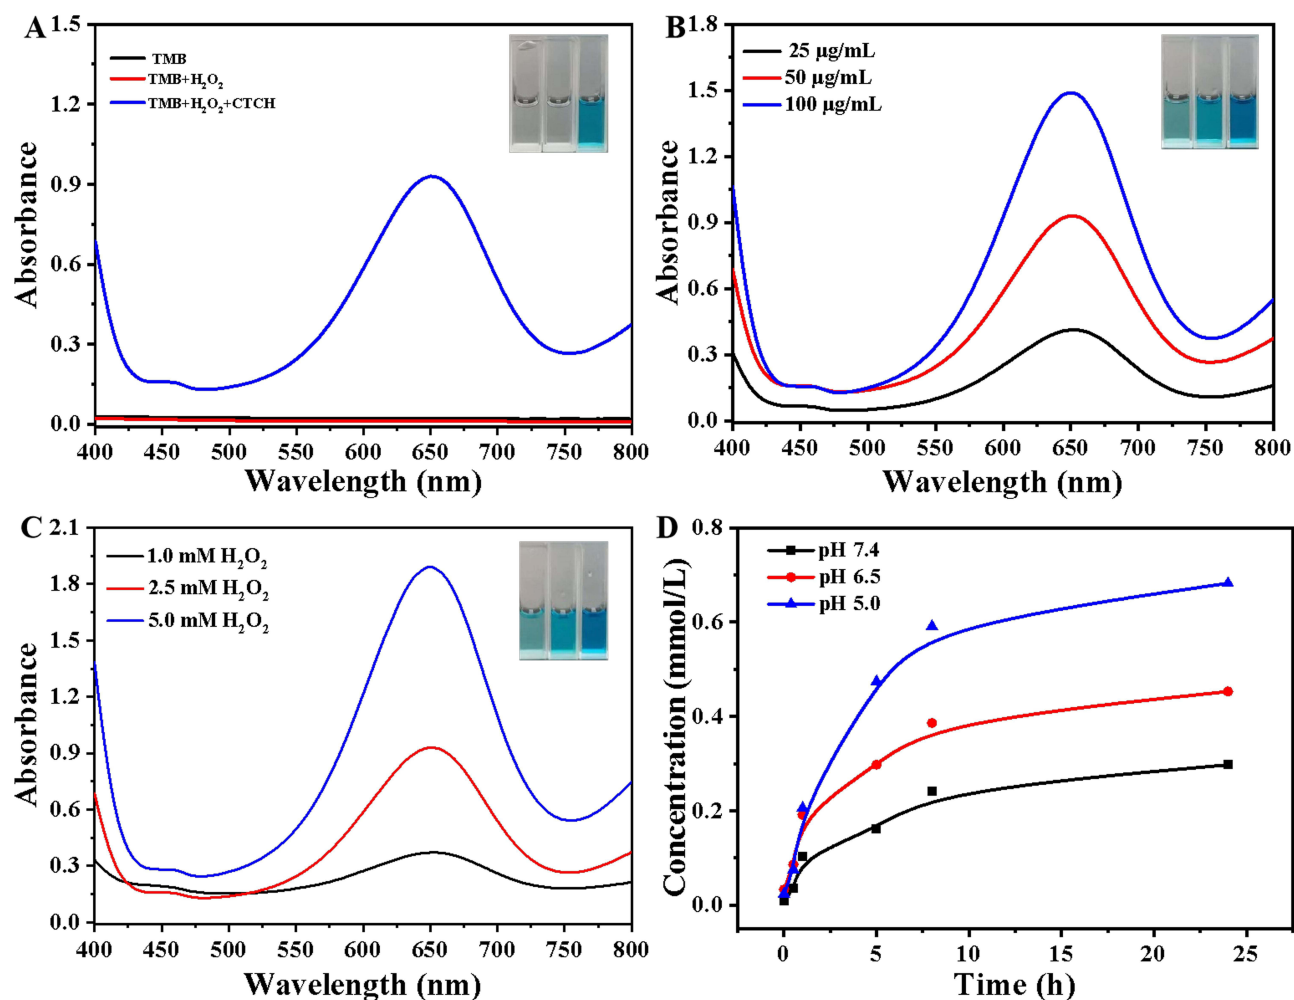 A
TMB
TMB+H₂O₂
TMB+H₂O₂+CTCH
1.5
1.2
0.9
0.6
0.3
0.0
400 450 500 550 600 650 700 750 800
Absorbance
Wavelength (nm)
B
25 μg/mL
50 μg/mL
100 μg/mL
1.8
1.5
1.2
0.9
0.6
0.3
0.0
400 450 500 550 600 650 700 750 800
Absorbance
Wavelength (nm)
C
1.0 mM H₂O₂
2.5 mM H₂O₂
5.0 mM H₂O₂
2.1
1.8
1.5
1.2
0.9
0.6
0.3
0.0
400 450 500 550 600 650 700 750 800
Absorbance
Wavelength (nm)
D
pH 7.4
pH 6.5
pH 5.0
0.8
0.6
0.4
0.2
0.0
0 5 10 15 20 25
Concentration (mmol/L)
Time (h)